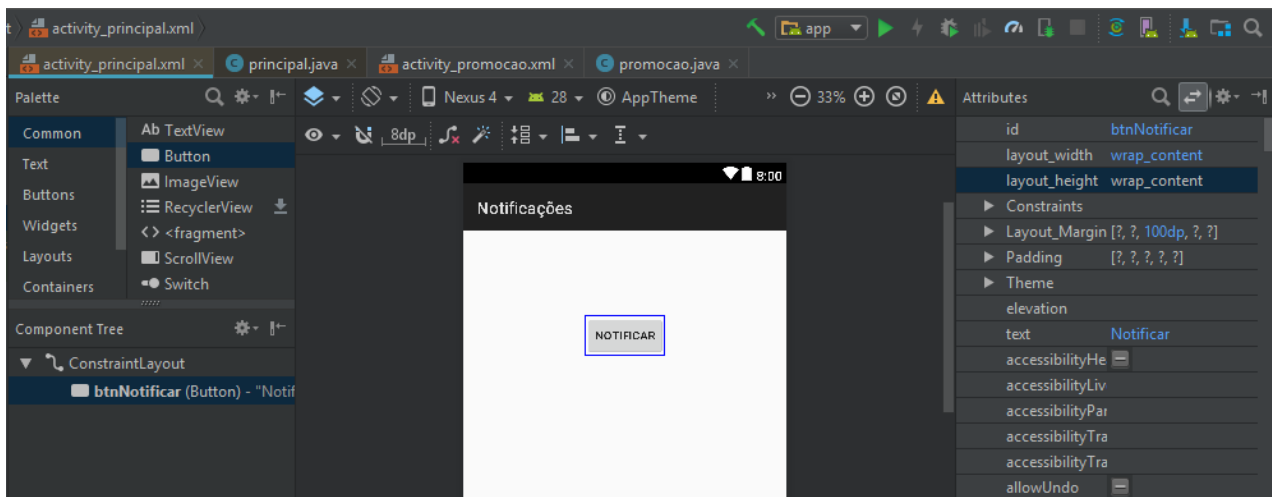 t activity_principal.xml
app
activity_principal.xml
principal.java
activity_promocao.xml
promocao.java
Palette
Common
Text
Buttons
Widgets
Layouts
Containers
Ab TextView
Button
ImageView
RecyclerView
<> <fragment>
ScrollView
Switch
Component Tree
ConstraintLayout
btnNotificar (Button) - "Notif
Nexus 4
28
AppTheme
»
33%
8dp
8:00
Notificações
NOTIFICAR
Attributes
id btnNotificar
layout_width wrap_content
layout_height wrap_content
Constraints
Layout_Margin [?, ?, 100dp, ?, ?]
Padding [?, ?, ?, ?, ?]
Theme
elevation
text Notificar
accessibilityHe
accessibilityLiv
accessibilityPar
accessibilityTra
accessibilityTra
allowUndo